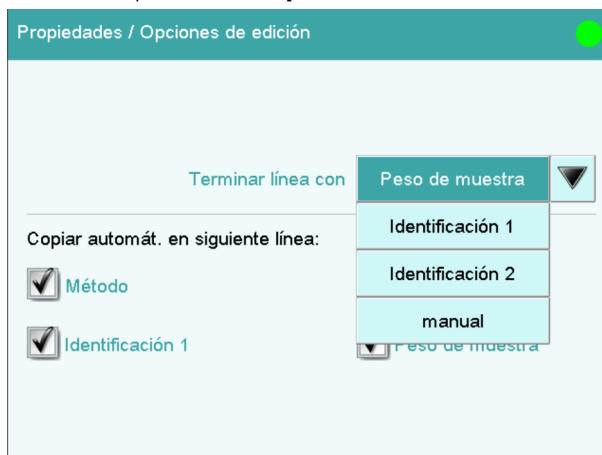 Propiedades / Opciones de edición
Terminar línea con
Peso de muestra
Identificación 1
Identificación 2
manual
Copiar automát. en siguiente línea:
Método
Identificación 1
Peso de muestra